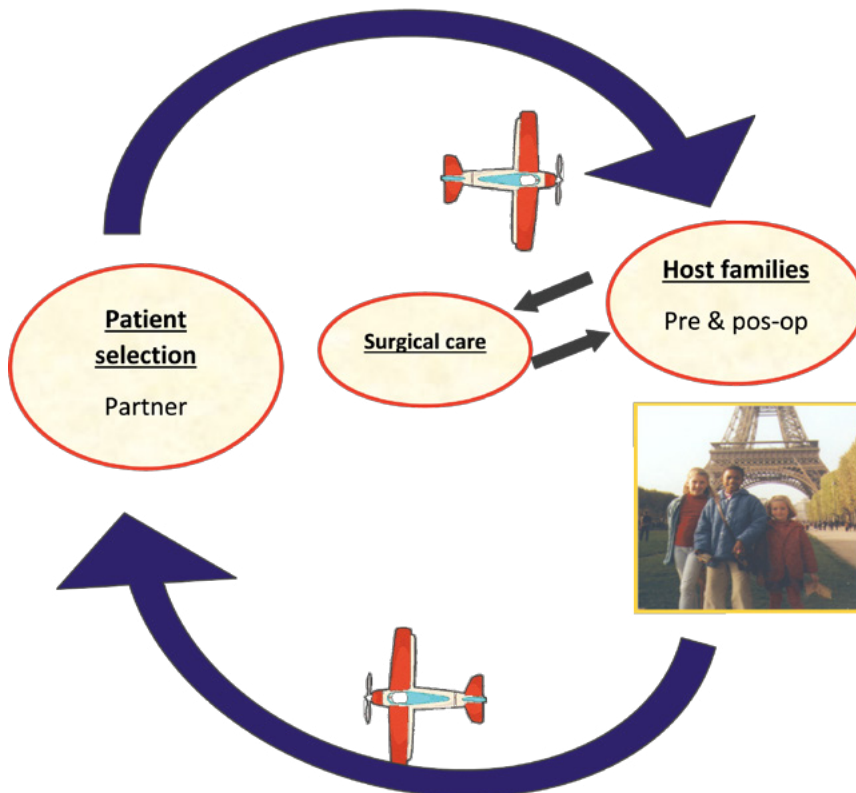 Patient
selection
Partner
Surgical care
Host families
Pre & pos-op